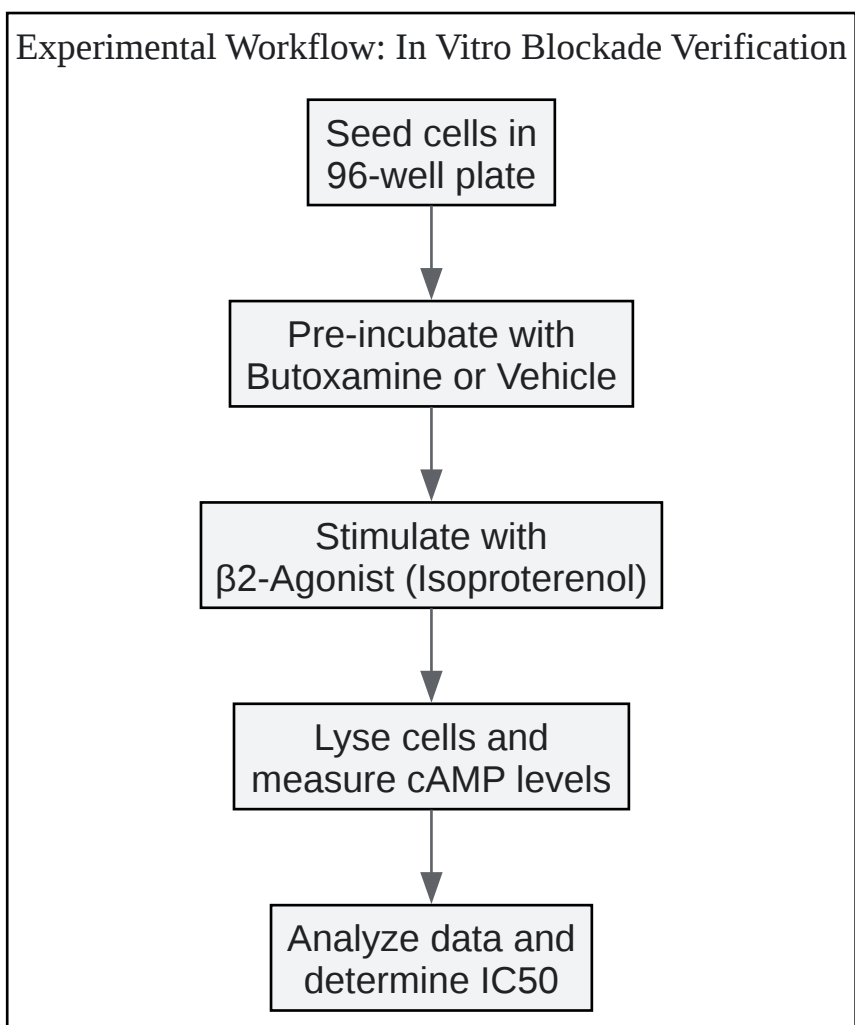 Experimental Workflow: In Vitro Blockade Verification
Seed cells in
96-well plate
Pre-incubate with
Butoxamine or Vehicle
Stimulate with
β2-Agonist (Isoproterenol)
Lyse cells and
measure cAMP levels
Analyze data and
determine IC50